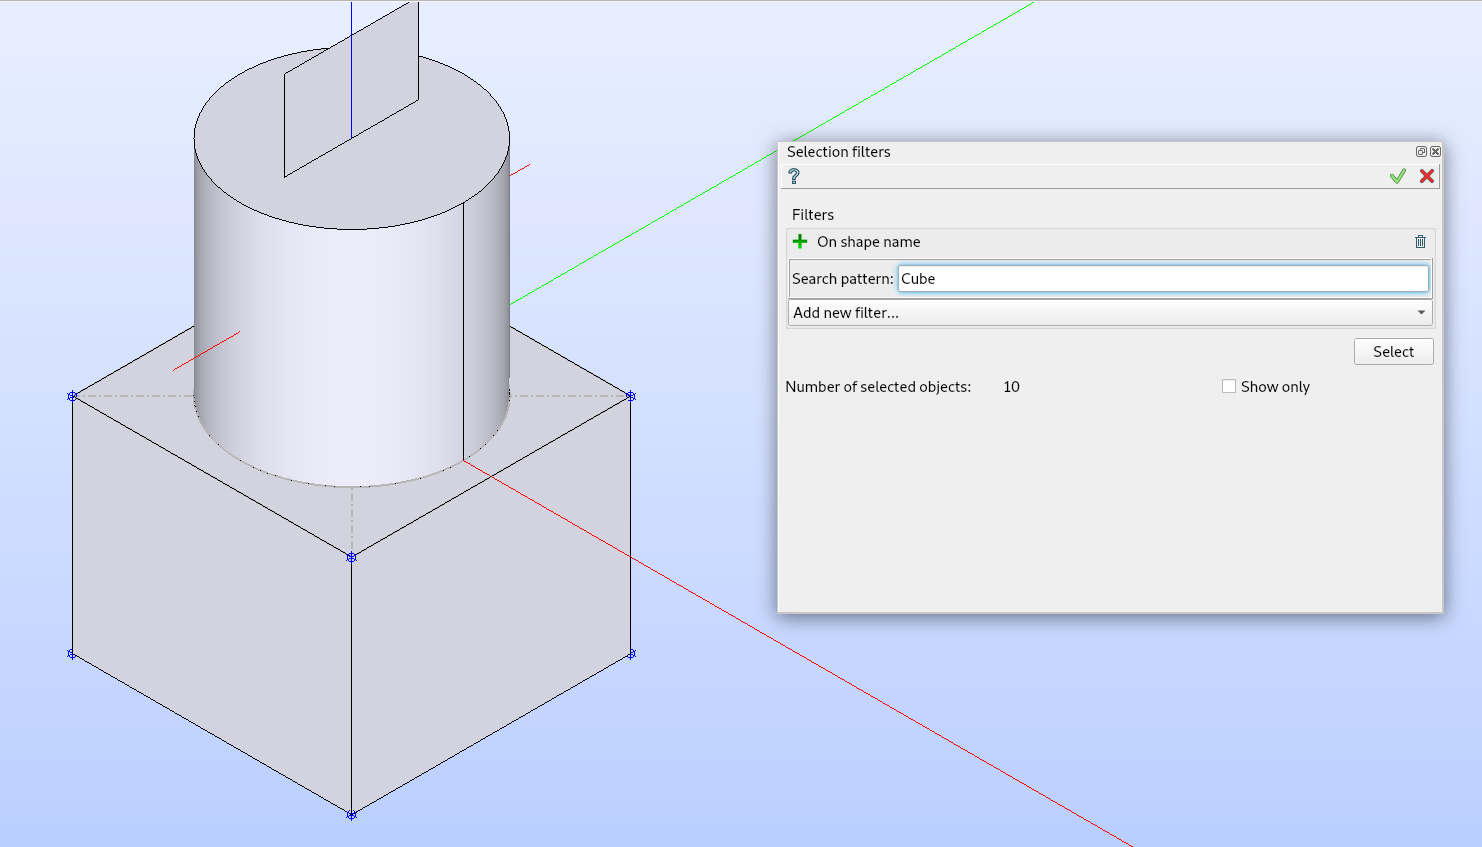 Selection filters
?
Filters
On shape name
Search pattern: Cube
Add new filter...
Select
Number of selected objects: 10 Show only